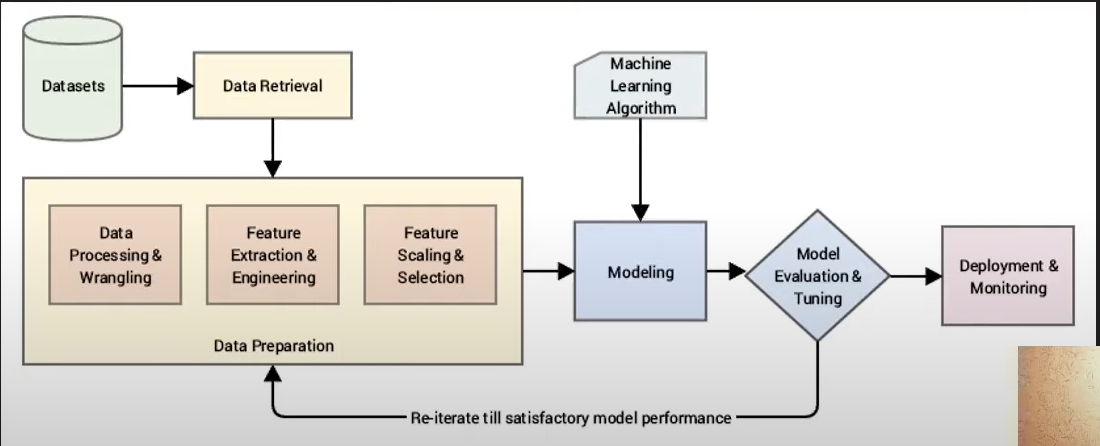 Datasets
Data Retrieval
Machine
Learning
Algorithm
Data
Processing &
Wrangling
Feature
Extraction &
Engineering
Feature
Scaling &
Selection
Data Preparation
Modeling
Model
Evaluation &
Tuning
Deployment &
Monitoring
Re-iterate till satisfactory model performance